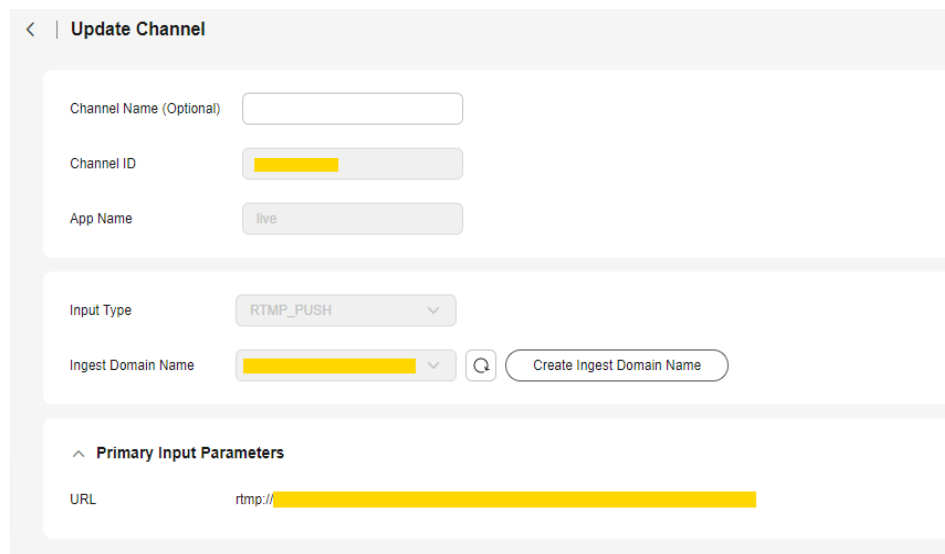 Update Channel
Channel Name (Optional)
Channel ID
App Name live
Input Type RTMP_PUSH
Ingest Domain Name Create Ingest Domain Name
Primary Input Parameters
URL rtmp://